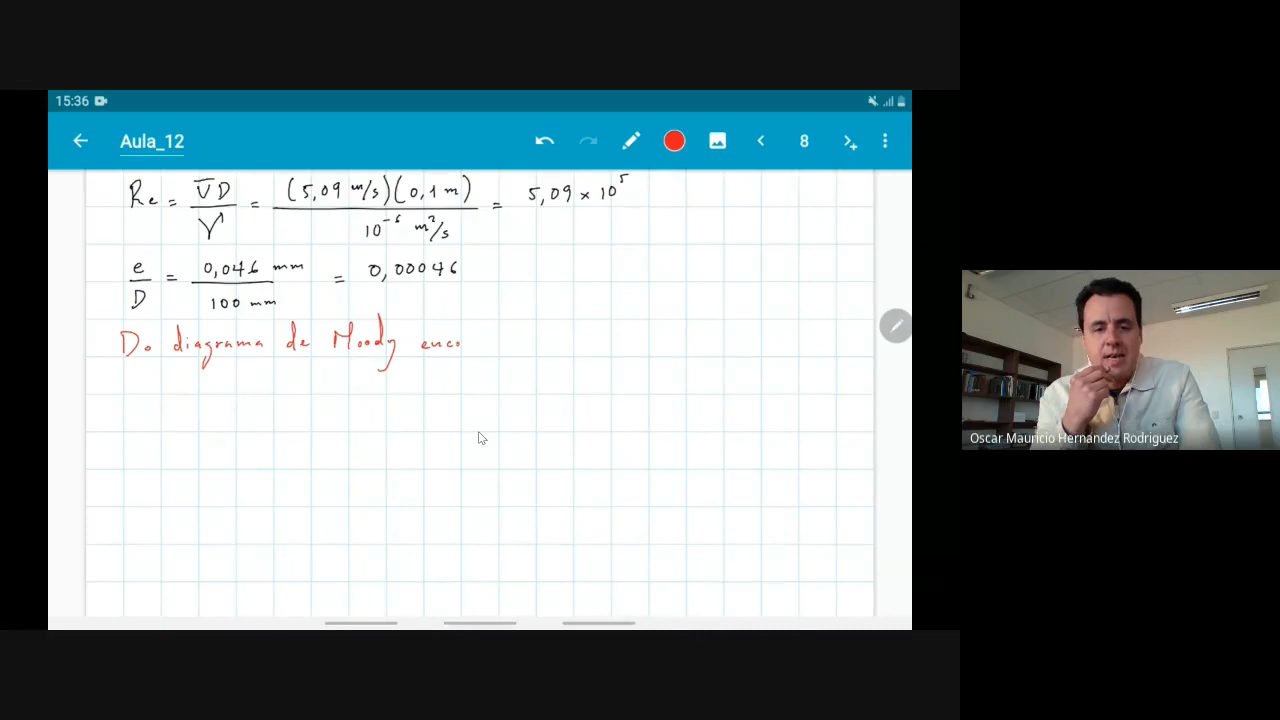 15:36
Aula_12
8
Re = V̅D/ν = (5,09 m/s)(0,1 m)/10⁻⁶ m²/s = 5,09 × 10⁵
e/D = 0,046 mm/100 mm = 0,00046
Do diagrama de Moody enco
Oscar Mauricio Hernandez Rodriguez